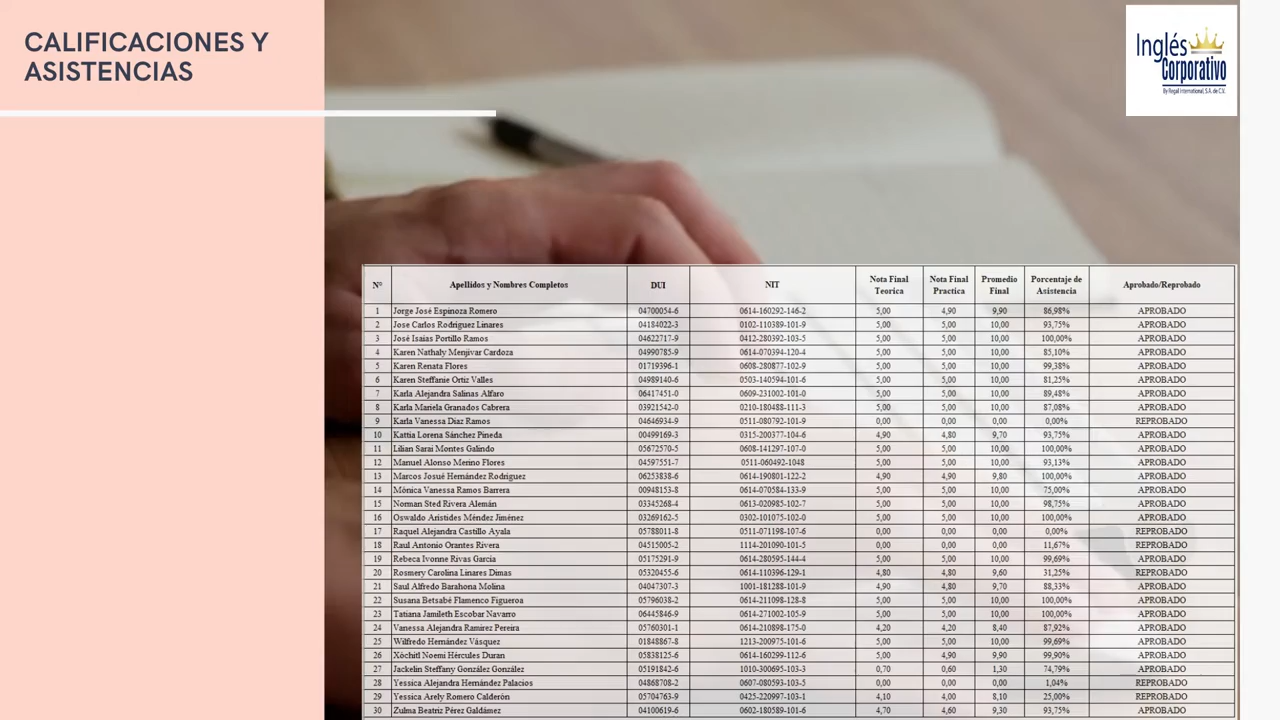 CALIFICACIONES Y
ASISTENCIAS
Inglés
Corporativo
By Regal International, S.A. de C.V.
N° Apellidos y Nombres Completos DUI NIT Nota Final Teorica Nota Final Practica Promedio Final Porcentaje de Asistencia Aprobado/Reprobado
1 Jorge José Espinoza Romero 04700054-6 0614-160292-146-2 5,00 4,90 9,90 86,98% APROBADO
2 Jose Carlos Rodriguez Linares 04184022-3 0102-110389-101-9 5,00 5,00 10,00 93,75% APROBADO
3 José Isaias Portillo Ramos 04622717-9 0412-280392-103-5 5,00 5,00 10,00 100,00% APROBADO
4 Karen Nathaly Menjivar Cardoza 04990785-9 0614-070394-120-4 5,00 5,00 10,00 85,10% APROBADO
5 Karen Renata Flores 01719396-1 0608-280877-102-9 5,00 5,00 10,00 99,38% APROBADO
6 Karen Steffanie Ortiz Valles 04989140-6 0503-140594-101-6 5,00 5,00 10,00 81,25% APROBADO
7 Karla Alejandra Salinas Alfaro 06417451-0 0609-231002-101-0 5,00 5,00 10,00 89,48% APROBADO
8 Karla Mariela Granados Cabrera 03921542-0 0210-180488-111-3 5,00 5,00 10,00 87,08% APROBADO
9 Karla Vanessa Diaz Ramos 04646934-9 0511-080792-101-9 0,00 0,00 0,00 0,00% REPROBADO
10 Kattia Lorena Sánchez Pineda 00499169-3 0315-200377-104-6 4,90 4,80 9,70 93,75% APROBADO
11 Lilian Sarai Montes Galindo 05672570-5 0608-141297-107-0 5,00 5,00 10,00 100,00% APROBADO
12 Manuel Alonso Merino Flores 04597551-7 0511-060492-1048 5,00 5,00 10,00 93,13% APROBADO
13 Marcos Josué Hernández Rodríguez 06253838-6 0614-190801-122-2 4,90 4,90 9,80 100,00% APROBADO
14 Mónica Vanessa Ramos Barrera 00948153-8 0614-070584-133-9 5,00 5,00 10,00 75,00% APROBADO
15 Norman Sted Rivera Alemán 03345268-4 0613-020985-102-7 5,00 5,00 10,00 98,75% APROBADO
16 Oswaldo Arístides Méndez Jiménez 03269162-5 0302-101075-102-0 5,00 5,00 10,00 100,00% APROBADO
17 Raquel Alejandra Castillo Ayala 05788011-8 0511-071198-107-6 0,00 0,00 0,00 0,00% REPROBADO
18 Raul Antonio Orantes Rivera 04515005-2 1114-201090-101-5 0,00 0,00 0,00 11,67% REPROBADO
19 Rebeca Ivonne Rivas Garcia 05175291-9 0614-280595-144-4 5,00 5,00 10,00 99,69% APROBADO
20 Rosmery Carolina Linares Dimas 05320455-6 0614-110396-129-1 4,80 4,80 9,60 31,25% REPROBADO
21 Saul Alfredo Barahona Molina 04047307-3 1001-181288-101-9 4,90 4,80 9,70 88,33% APROBADO
22 Susana Betsabé Flamenco Figueroa 05796038-2 0614-211098-128-8 5,00 5,00 10,00 100,00% APROBADO
23 Tatiana Jamileth Escobar Navarro 06445846-9 0614-271002-105-9 5,00 5,00 10,00 100,00% APROBADO
24 Vanessa Alejandra Ramirez Pereira 05760301-1 0614-210898-175-0 4,20 4,20 8,40 87,92% APROBADO
25 Wilfredo Hernández Vásquez 01848867-8 1213-200975-101-6 5,00 5,00 10,00 99,69% APROBADO
26 Xóchitl Noemi Hércules Duran 05838125-6 0614-160299-112-6 5,00 4,90 9,90 99,90% APROBADO
27 Jackelin Steffany González González 05191842-6 1010-300695-103-3 0,70 0,60 1,30 74,79% APROBADO
28 Yessica Alejandra Hernández Palacios 04868708-2 0607-080593-103-5 0,00 0,00 0,00 1,04% REPROBADO
29 Yessica Arely Romero Calderón 05704763-9 0425-220997-103-1 4,10 4,00 8,10 25,00% REPROBADO
30 Zulma Beatriz Pérez Galdámez 04100619-6 0602-180589-101-6 4,70 4,60 9,30 93,75% APROBADO